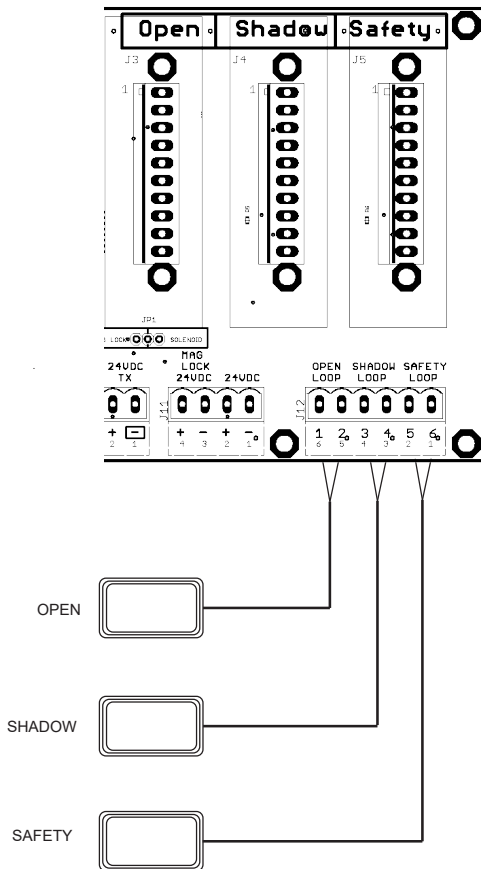 Open Shadow Safety
J3 J4 J5
1 1 1
JP1
LOCK SOLENOID
MAG
24VDC LOCK OPEN SHADOW SAFETY
TX 24VDC 24VDC LOOP LOOP LOOP
J11 J12
+ - + - + - 1 2 3 4 5 6
2 1 4 3 2 1 6 5 4 3 2 1
OPEN
SHADOW
SAFETY